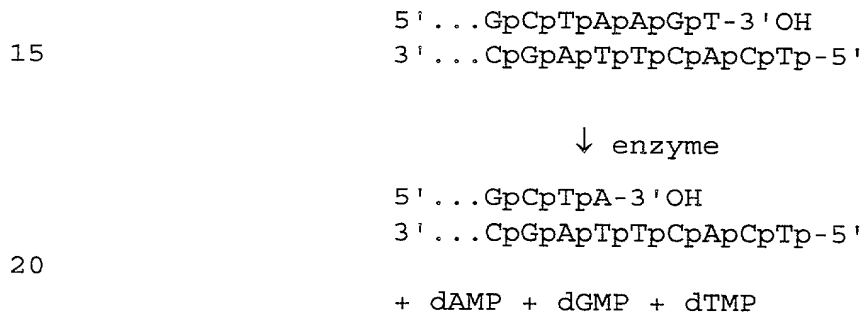 5'...GpCpTpApApGpT-3'OH
15 3'...CpGpApTpTpCpApCpTp-5'
↓ enzyme
5'...GpCpTpA-3'OH
3'...CpGpApTpTpCpApCpTp-5'
20
+ dAMP + dGMP + dTMP